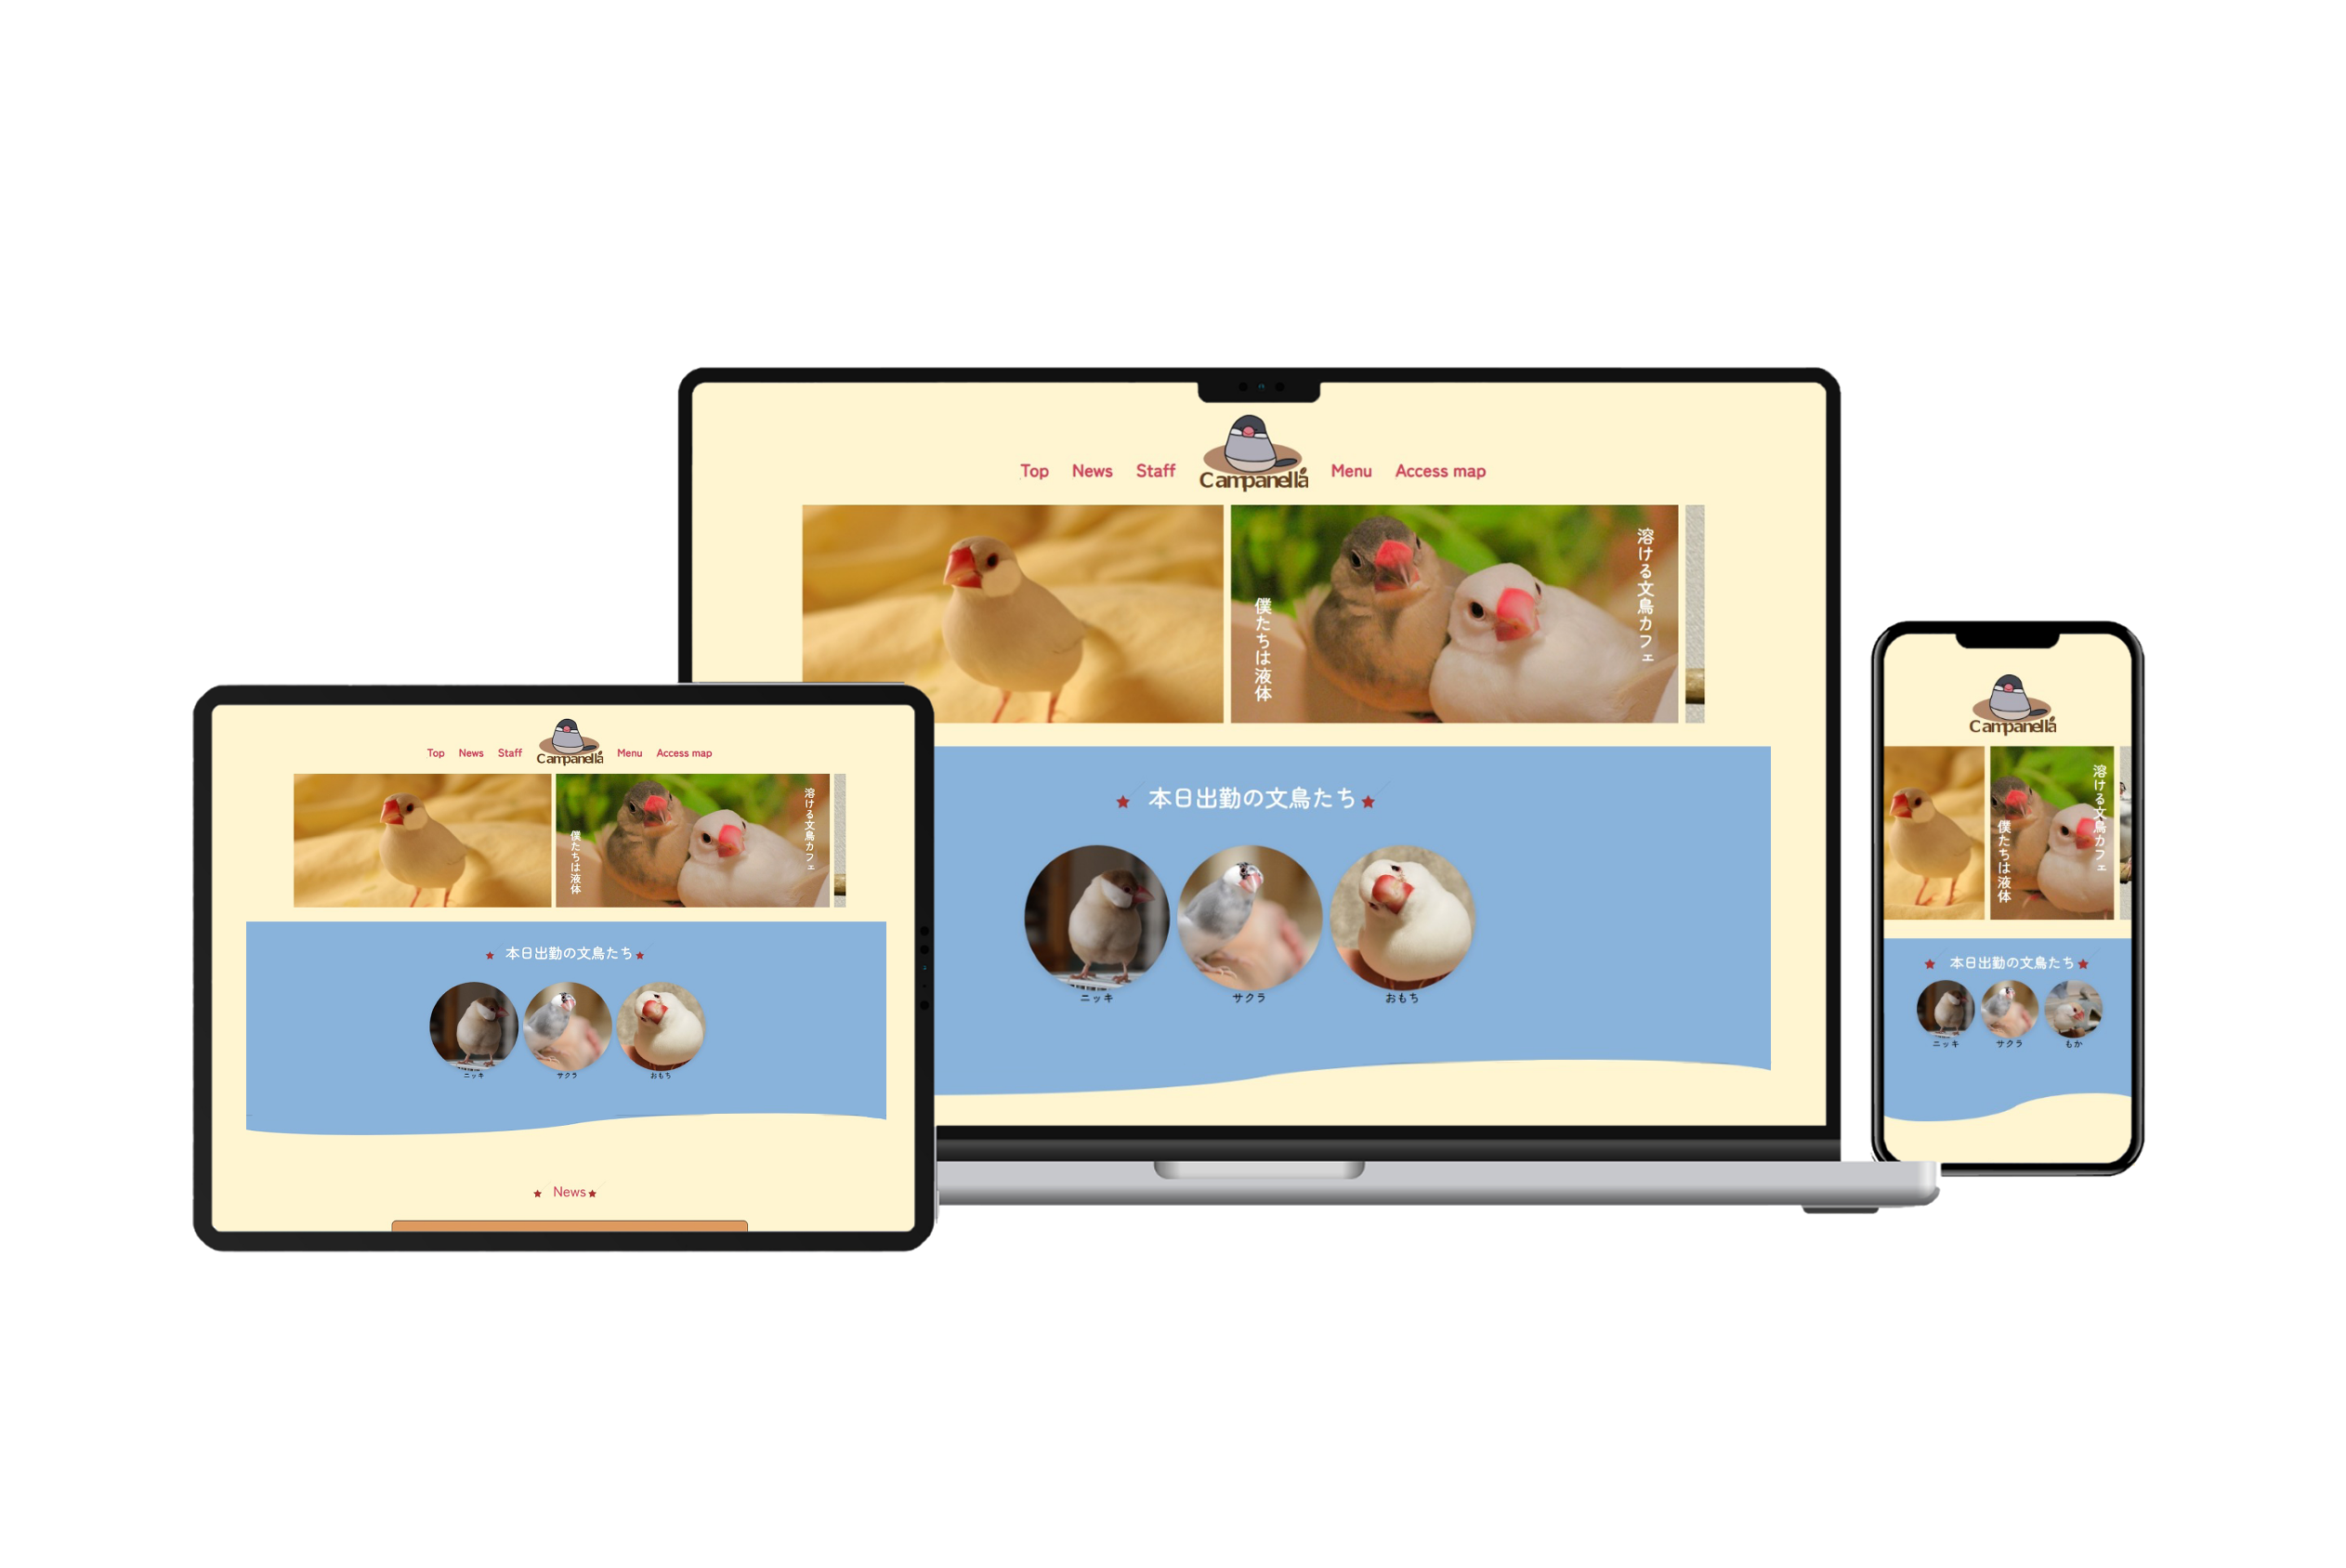 Top News Staff Campanella Menu Access map
溶ける文鳥カフェ
僕たちは液体
本日出勤の文鳥たち
ニッキ サクラ おもち
Top News Staff Campanella Menu Access map
溶ける文鳥カフェ
僕たちは液体
本日出勤の文鳥たち
ニッキ サクラ おもち
News
Campanella
溶ける文鳥カフェ
僕たちは液体
本日出勤の文鳥たち
ニッキ サクラ もか